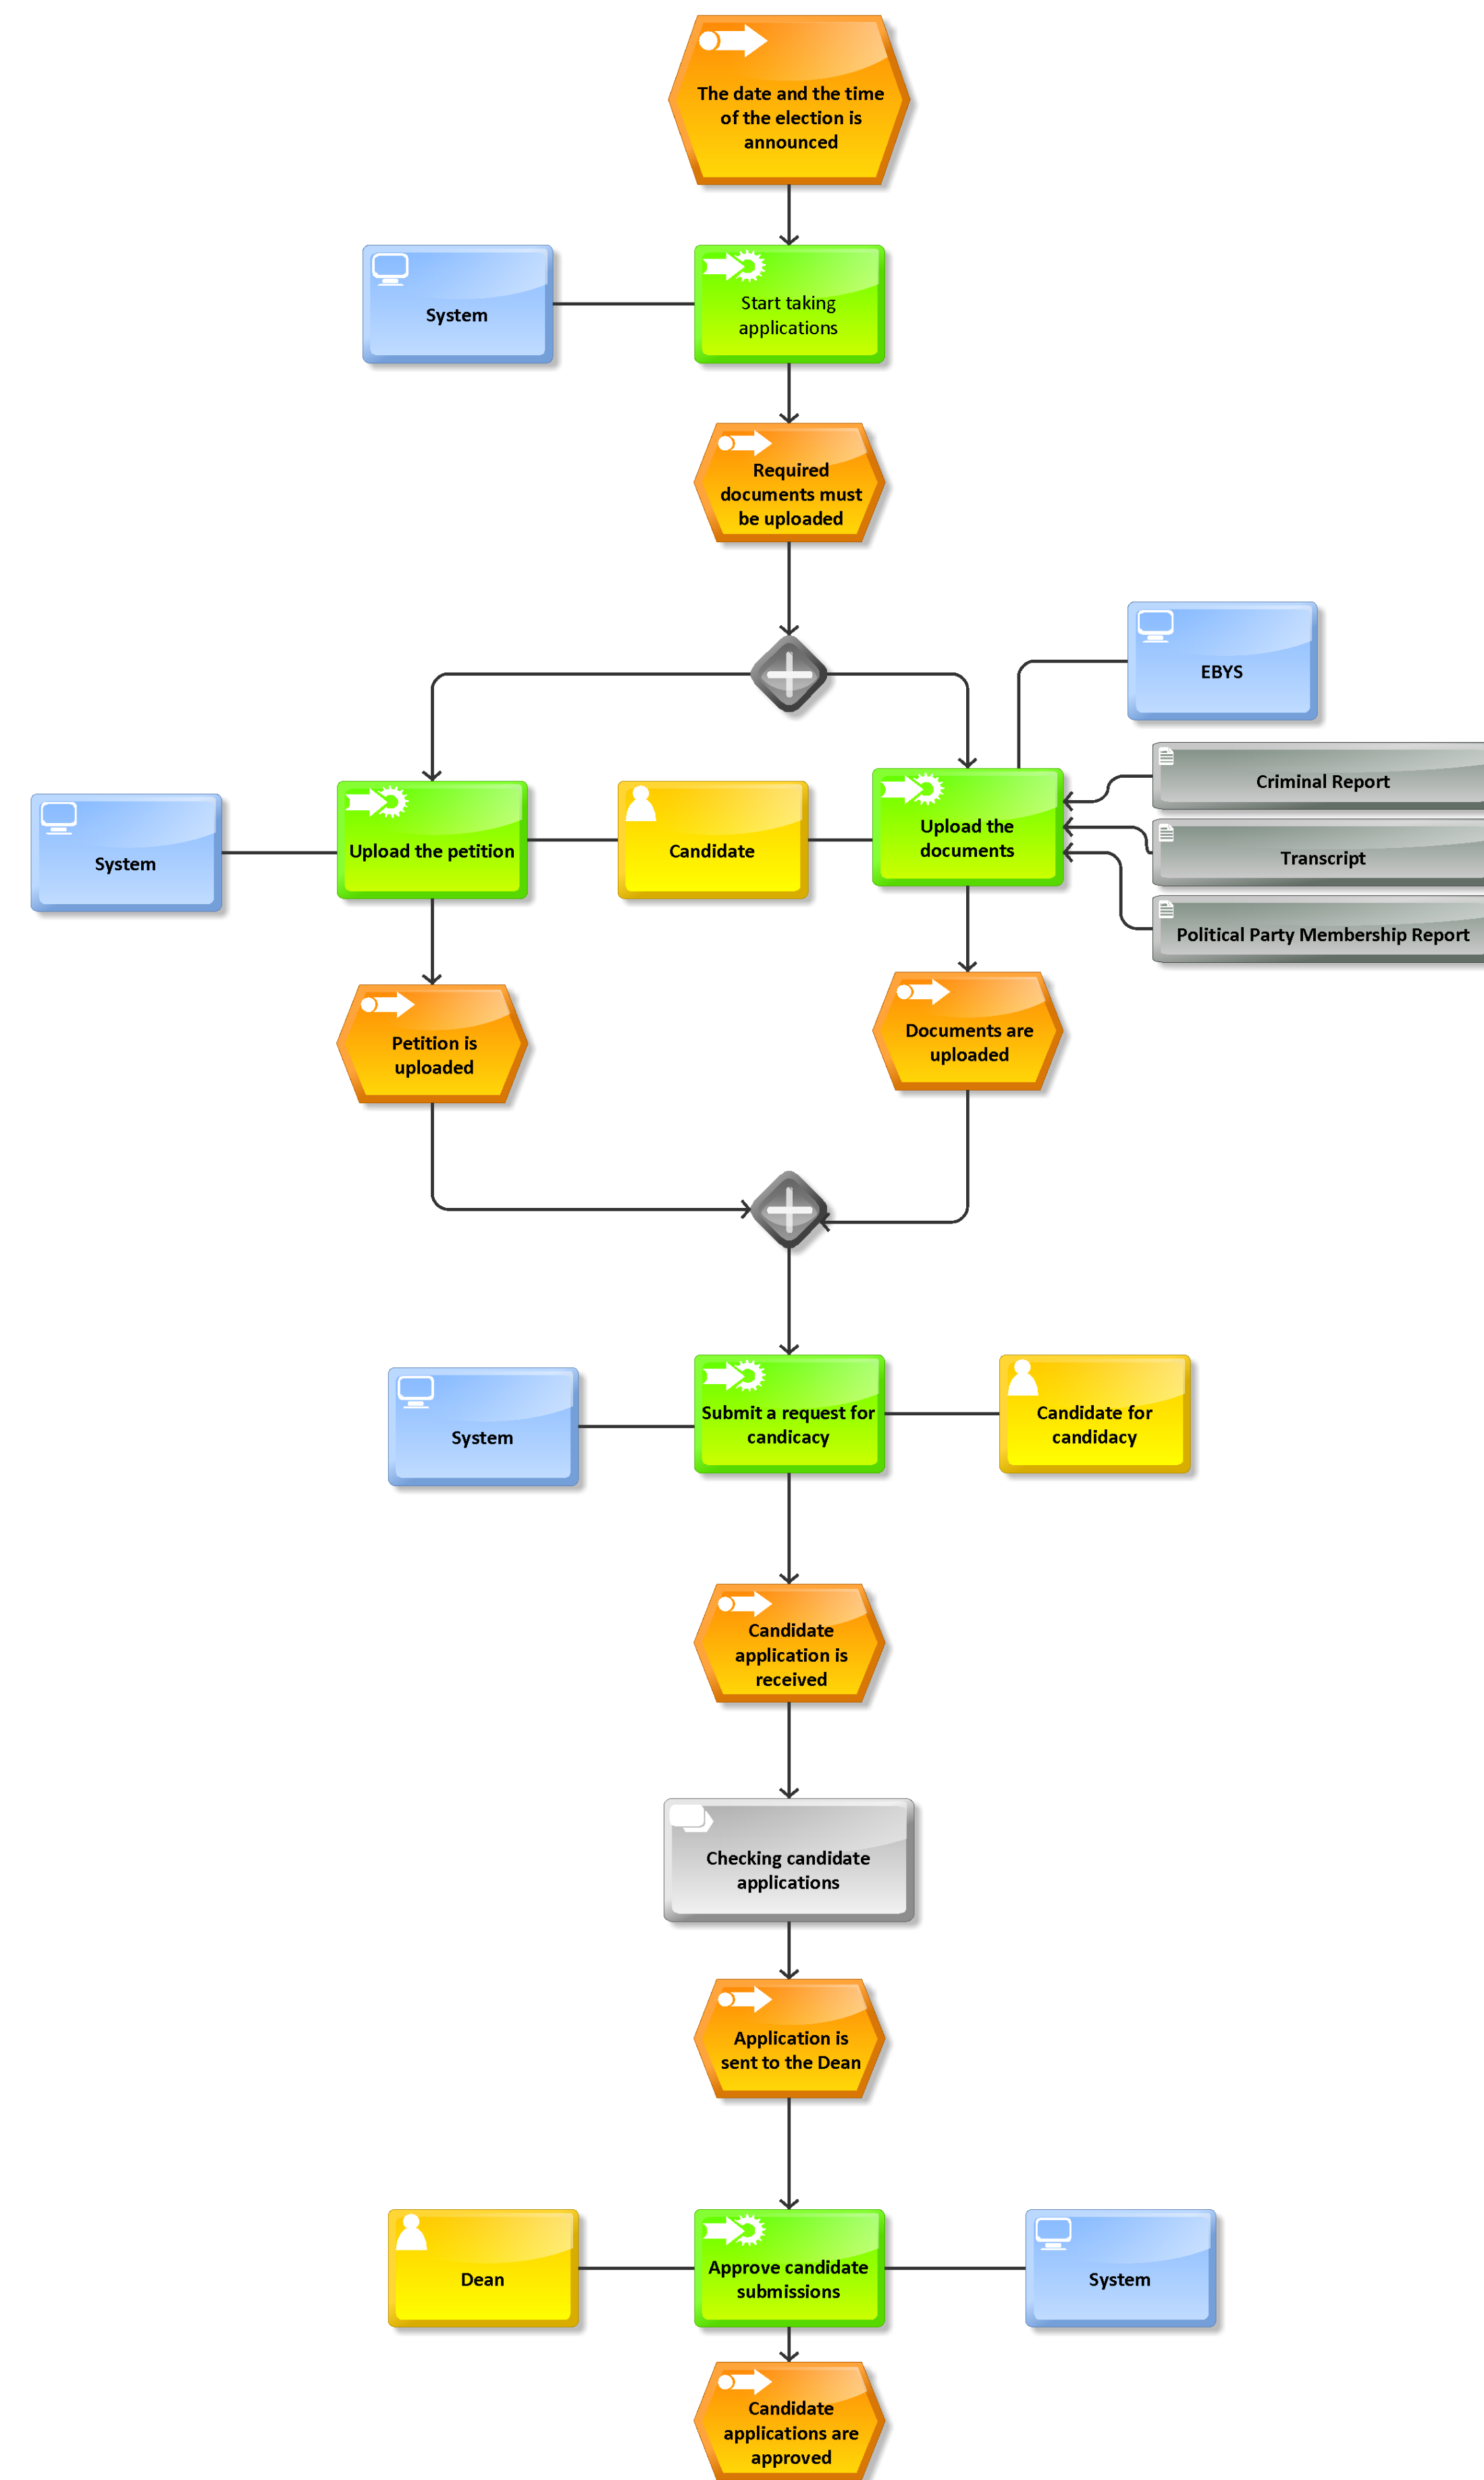 The date and the time
of the election is
announced
System
Start taking
applications
Required
documents must
be uploaded
EBYS
Criminal Report
System
Upload the petition
Candidate
Upload the
documents
Transcript
Political Party Membership Report
Petition is
uploaded
Documents are
uploaded
System
Submit a request for
candicacy
Candidate for
candidacy
Candidate
application is
received
Checking candidate
applications
Application is
sent to the Dean
Dean
Approve candidate
submissions
System
Candidate
applications are
approved